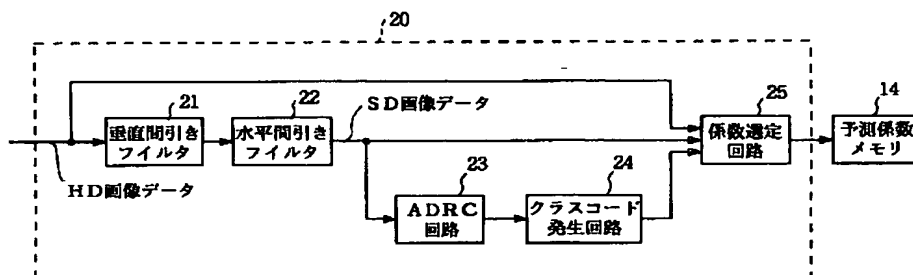 20
21
垂直間引き
フイルタ
22
水平間引き
フイルタ
SD画像データ
25
係数選定
回路
14
予測係数
メモリ
HD画像データ
23
ADRC
回路
24
クラスコード
発生回路